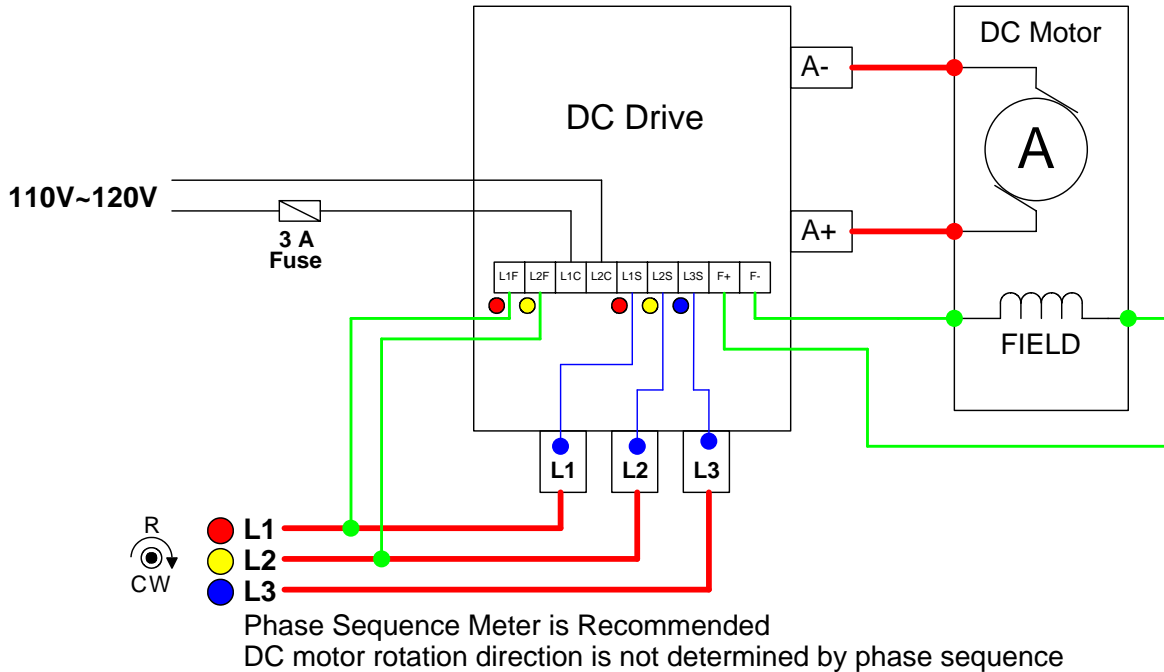 DC Motor
A-
DC Drive
A
110V~120V
A+
3 A
Fuse
L1F L2F L1C L2C L1S L2S L3S F+ F-
FIELD
L1 L2 L3
R
CW
L1
L2
L3
Phase Sequence Meter is Recommended
DC motor rotation direction is not determined by phase sequence